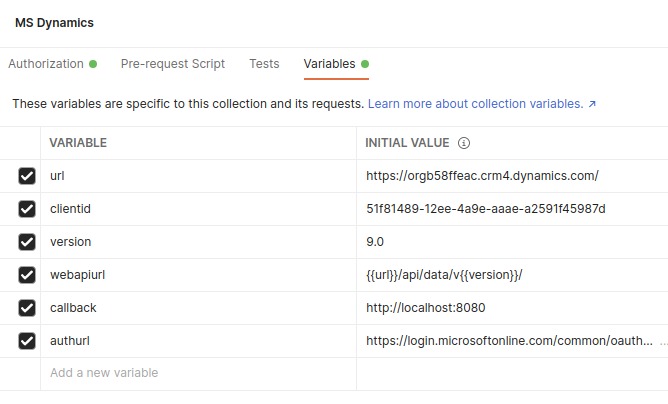 MS Dynamics
Authorization Pre-request Script Tests Variables
These variables are specific to this collection and its requests. Learn more about collection variables. ↗
VARIABLE INITIAL VALUE
url https://orgb58ffeac.crm4.dynamics.com/
clientid 51f81489-12ee-4a9e-aaae-a2591f45987d
version 9.0
webapiurl {{url}}/api/data/v{{version}}/
callback http://localhost:8080
authurl https://login.microsoftonline.com/common/oauth... ...
Add a new variable